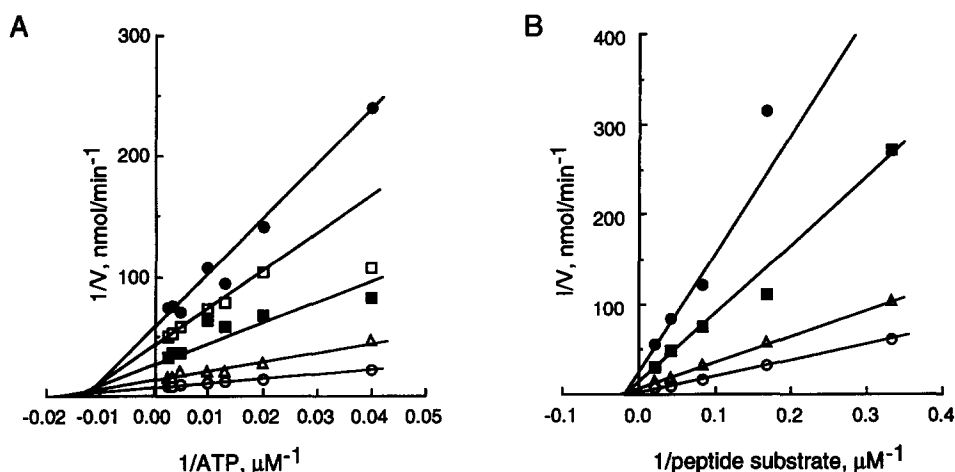 A
300
200
100
1/V, nmol/min-1
-0.02 -0.01 0.00 0.01 0.02 0.03 0.04 0.05
1/ATP, μM-1
B
400
300
200
100
I/V, nmol/min-1
-0.1 0.0 0.1 0.2 0.3 0.4
1/peptide substrate, μM-1